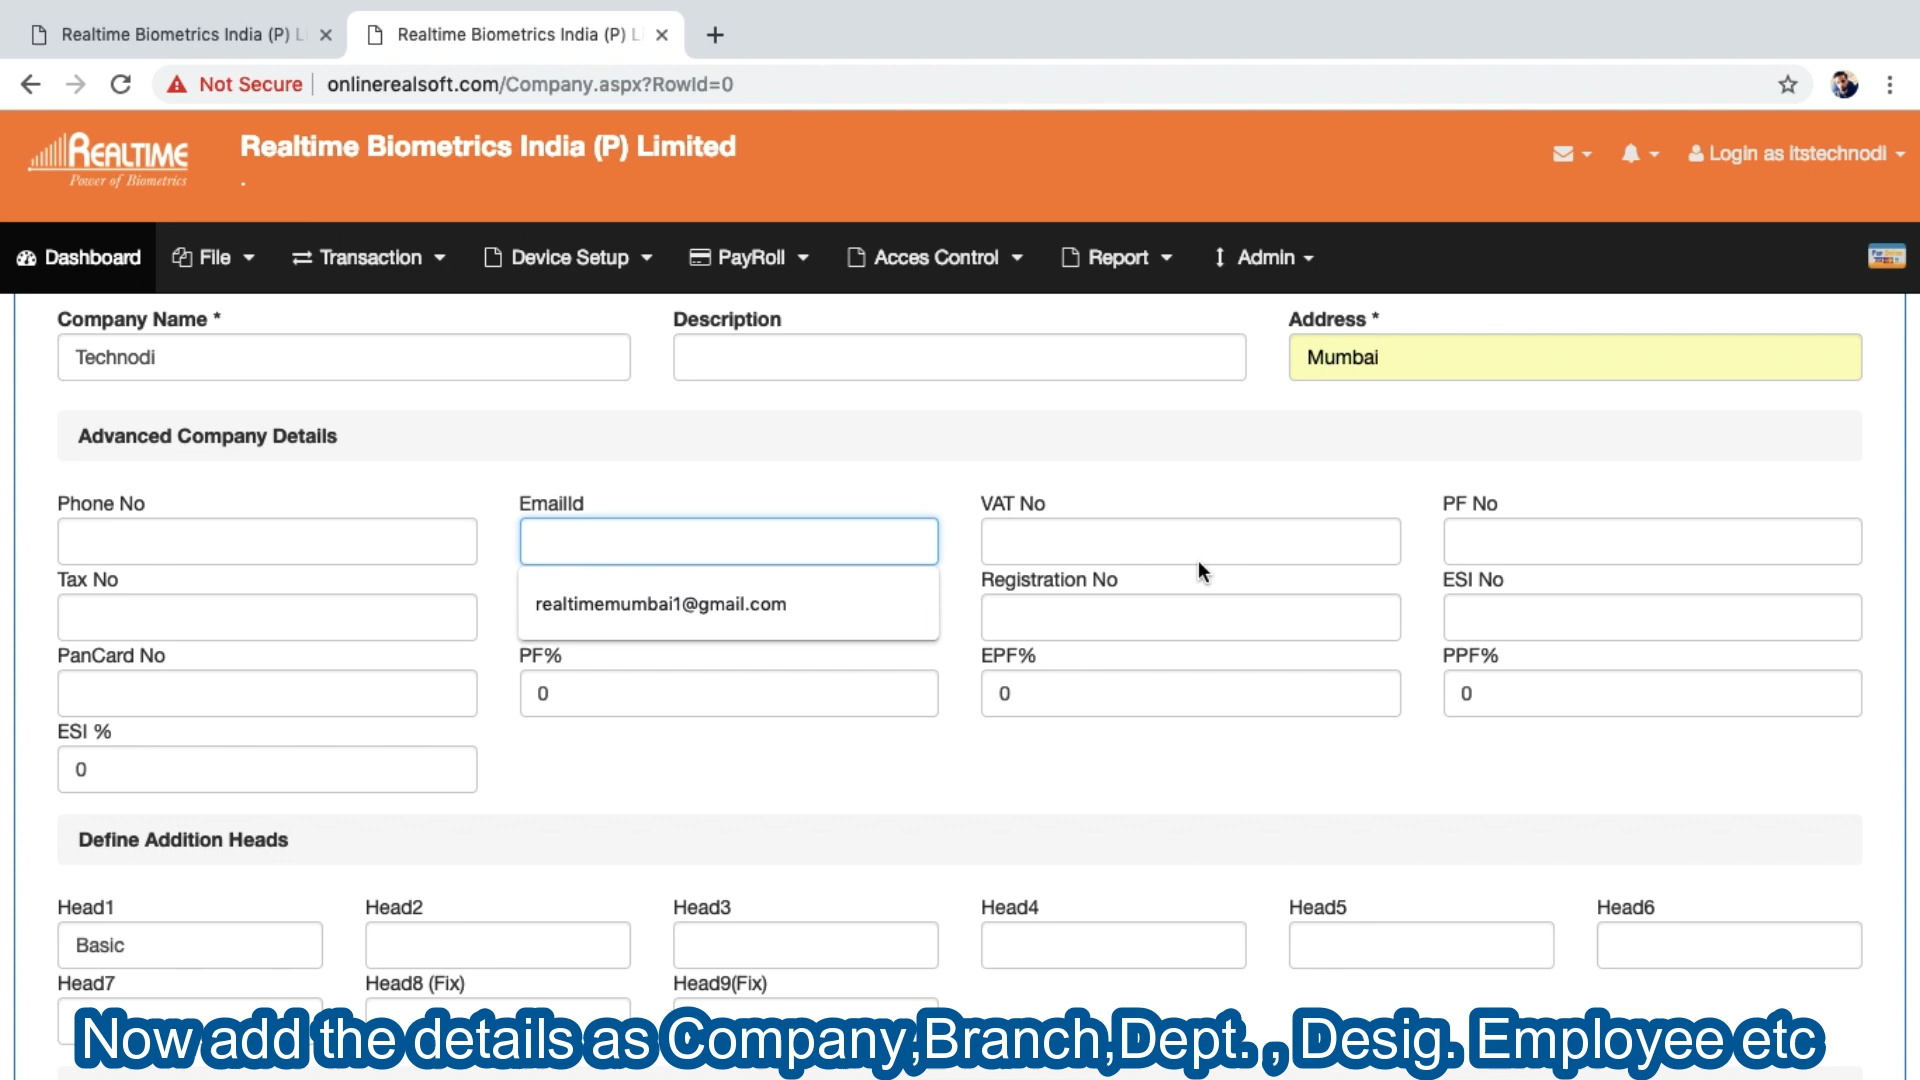 Realtime Biometrics India (P) L
Realtime Biometrics India (P) L
Not Secure onlinerealsoft.com/Company.aspx?RowId=0
REALTIME
Power of Biometrics
Realtime Biometrics India (P) Limited
.
Login as itstechnodi
Dashboard File Transaction Device Setup PayRoll Acces Control Report Admin
Company Name * Description Address *
Technodi Mumbai
Advanced Company Details
Phone No EmailId VAT No PF No
Tax No Registration No ESI No
realtimemumbai1@gmail.com
PanCard No PF% EPF% PPF%
0 0 0
ESI %
0
Define Addition Heads
Head1 Head2 Head3 Head4 Head5 Head6
Basic
Head7 Head8 (Fix) Head9(Fix)
Now add the details as Company,Branch,Dept. , Desig. Employee etc